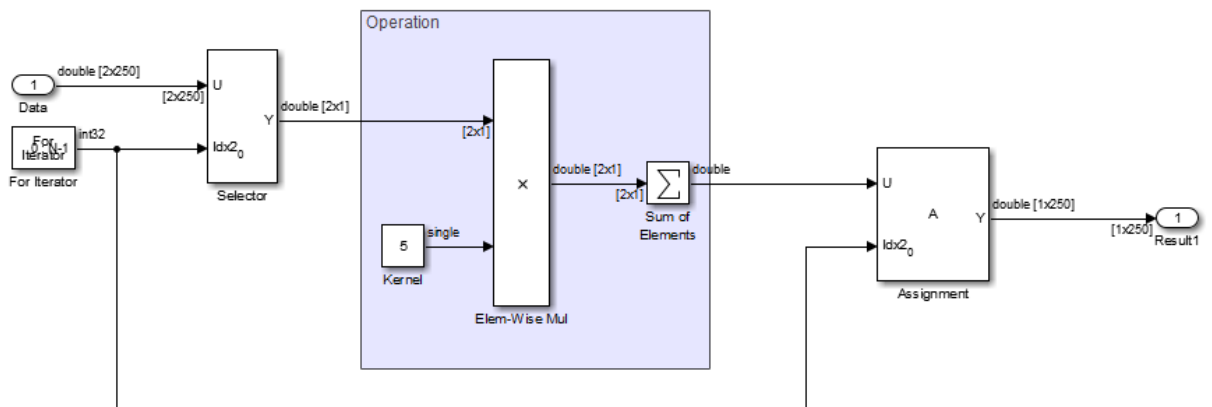 Operation
1
double [2x250]
[2x250]
Data
For
Iterator
0 : N-1
int32
For Iterator
U
Idx2
0
Y
Selector
double [2x1]
[2x1]
×
Elem-Wise Mul
5
single
Kernel
double [2x1]
[2x1]
∑
Sum of
Elements
double
U
Idx2
0
A
Y
Assignment
double [1x250]
[1x250]
1
Result1